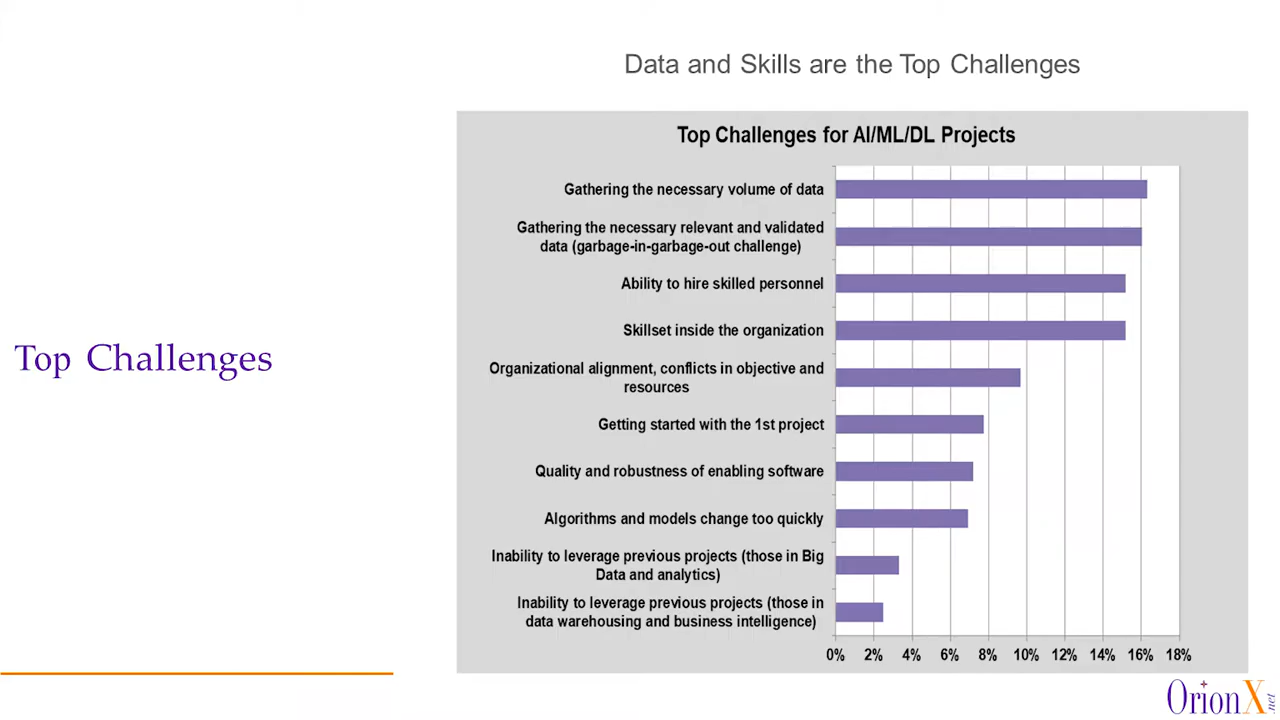 Data and Skills are the Top Challenges
Top Challenges for AI/ML/DL Projects
Gathering the necessary volume of data
Gathering the necessary relevant and validated
data (garbage-in-garbage-out challenge)
Ability to hire skilled personnel
Skillset inside the organization
Organizational alignment, conflicts in objective and
resources
Getting started with the 1st project
Quality and robustness of enabling software
Algorithms and models change too quickly
Inability to leverage previous projects (those in Big
Data and analytics)
Inability to leverage previous projects (those in
data warehousing and business intelligence)
0% 2% 4% 6% 8% 10% 12% 14% 16% 18%
Top Challenges
OrionX.net